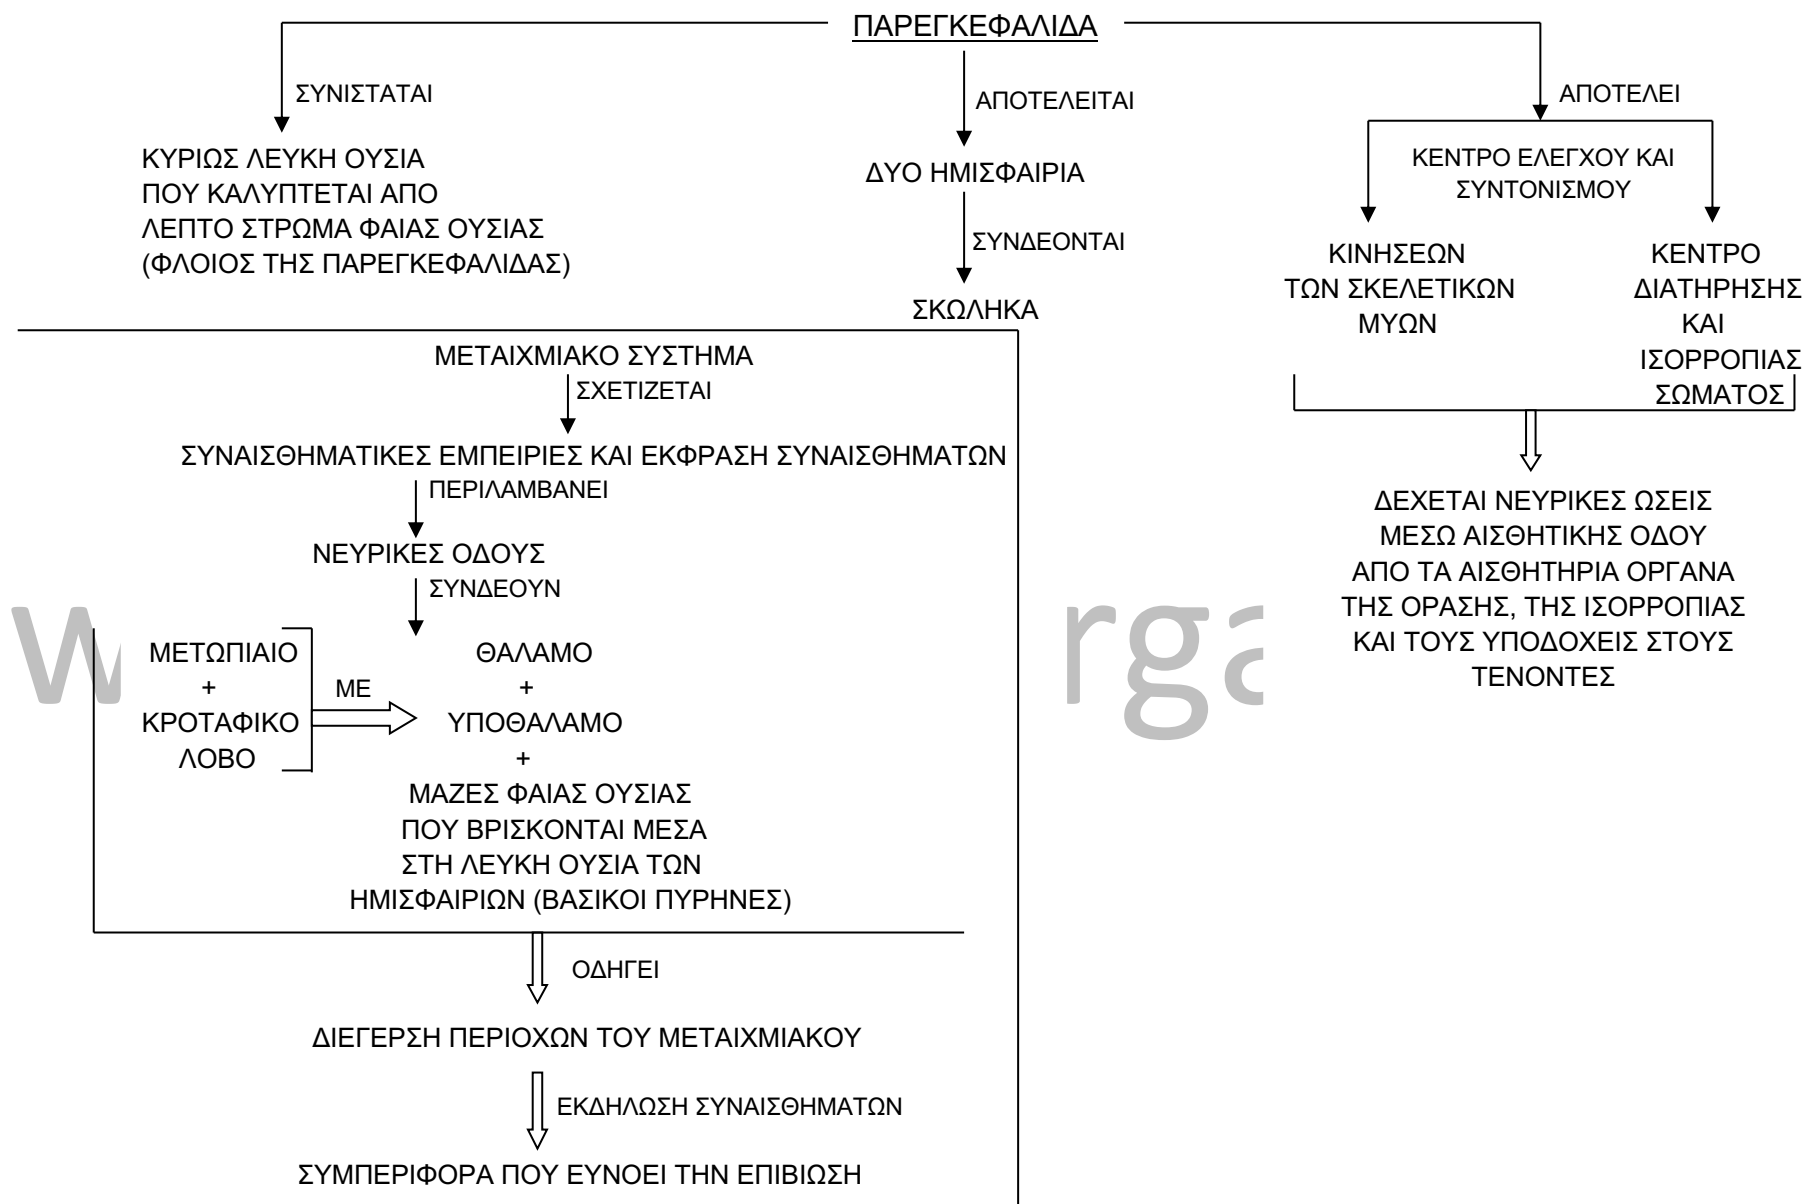 ΠΑΡΕΓΚΕΦΑΛΙΔΑ
ΣΥΝΙΣΤΑΤΑΙ
ΚΥΡΙΩΣ ΛΕΥΚΗ ΟΥΣΙΑ
ΠΟΥ ΚΑΛΥΠΤΕΤΑΙ ΑΠΟ
ΛΕΠΤΟ ΣΤΡΩΜΑ ΦΑΙΑΣ ΟΥΣΙΑΣ
(ΦΛΟΙΟΣ ΤΗΣ ΠΑΡΕΓΚΕΦΑΛΙΔΑΣ)
ΑΠΟΤΕΛΕΙΤΑΙ
ΔΥΟ ΗΜΙΣΦΑΙΡΙΑ
ΣΥΝΔΕΟΝΤΑΙ
ΣΚΩΛΗΚΑ
ΑΠΟΤΕΛΕΙ
ΚΕΝΤΡΟ ΕΛΕΓΧΟΥ ΚΑΙ
ΣΥΝΤΟΝΙΣΜΟΥ
ΚΙΝΗΣΕΩΝ
ΤΩΝ ΣΚΕΛΕΤΙΚΩΝ
ΜΥΩΝ
ΚΕΝΤΡΟ
ΔΙΑΤΗΡΗΣΗΣ
ΚΑΙ
ΙΣΟΡΡΟΠΙΑΣ
ΣΩΜΑΤΟΣ
ΔΕΧΕΤΑΙ ΝΕΥΡΙΚΕΣ ΩΣΕΙΣ
ΜΕΣΩ ΑΙΣΘΗΤΙΚΗΣ ΟΔΟΥ
ΑΠΟ ΤΑ ΑΙΣΘΗΤΗΡΙΑ ΟΡΓΑΝΑ
ΤΗΣ ΟΡΑΣΗΣ, ΤΗΣ ΙΣΟΡΡΟΠΙΑΣ
ΚΑΙ ΤΟΥΣ ΥΠΟΔΟΧΕΙΣ ΣΤΟΥΣ
ΤΕΝΟΝΤΕΣ
ΜΕΤΑΙΧΜΙΑΚΟ ΣΥΣΤΗΜΑ
ΣΧΕΤΙΖΕΤΑΙ
ΣΥΝΑΙΣΘΗΜΑΤΙΚΕΣ ΕΜΠΕΙΡΙΕΣ ΚΑΙ ΕΚΦΡΑΣΗ ΣΥΝΑΙΣΘΗΜΑΤΩΝ
ΠΕΡΙΛΑΜΒΑΝΕΙ
ΝΕΥΡΙΚΕΣ ΟΔΟΥΣ
ΣΥΝΔΕΟΥΝ
ΜΕΤΩΠΙΑΙΟ
+
ΚΡΟΤΑΦΙΚΟ
ΛΟΒΟ
ΜΕ
ΘΑΛΑΜΟ
+
ΥΠΟΘΑΛΑΜΟ
+
ΜΑΖΕΣ ΦΑΙΑΣ ΟΥΣΙΑΣ
ΠΟΥ ΒΡΙΣΚΟΝΤΑΙ ΜΕΣΑ
ΣΤΗ ΛΕΥΚΗ ΟΥΣΙΑ ΤΩΝ
ΗΜΙΣΦΑΙΡΙΩΝ (ΒΑΣΙΚΟΙ ΠΥΡΗΝΕΣ)
ΟΔΗΓΕΙ
ΔΙΕΓΕΡΣΗ ΠΕΡΙΟΧΩΝ ΤΟΥ ΜΕΤΑΙΧΜΙΑΚΟΥ
ΕΚΔΗΛΩΣΗ ΣΥΝΑΙΣΘΗΜΑΤΩΝ
ΣΥΜΠΕΡΙΦΟΡΑ ΠΟΥ ΕΥΝΟΕΙ ΤΗΝ ΕΠΙΒΙΩΣΗ